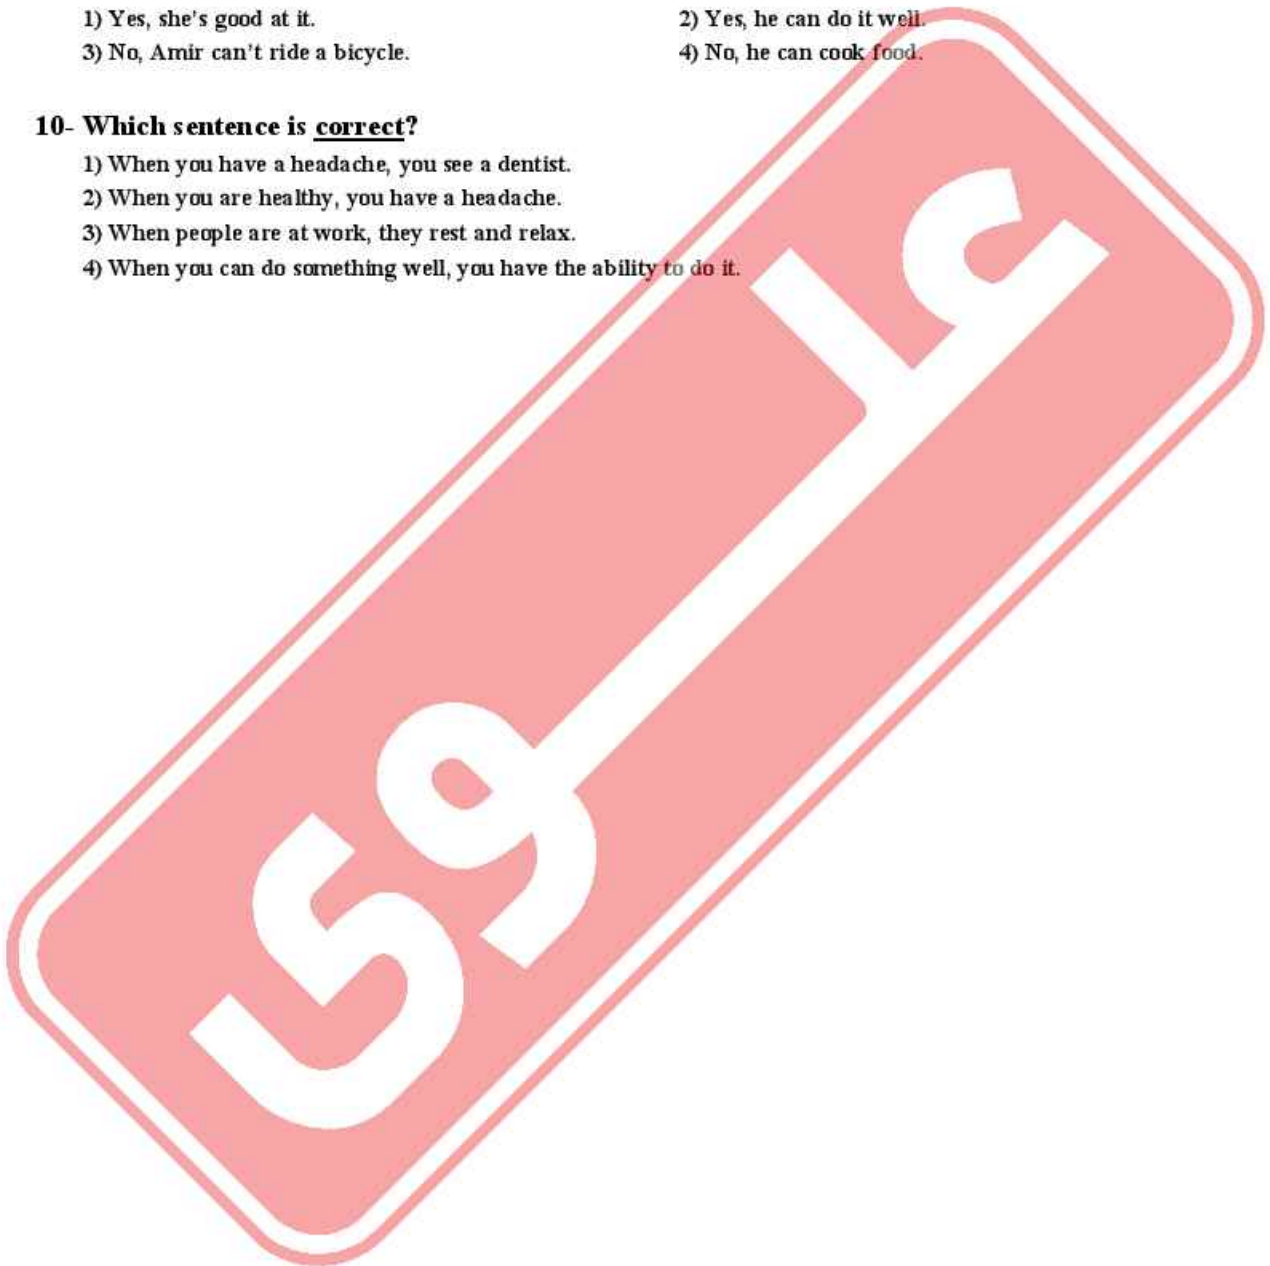 1) Yes, she's good at it. 2) Yes, he can do it well.
3) No, Amir can't ride a bicycle. 4) No, he can cook food.
10- Which sentence is correct?
1) When you have a headache, you see a dentist.
2) When you are healthy, you have a headache.
3) When people are at work, they rest and relax.
4) When you can do something well, you have the ability to do it.
علوی